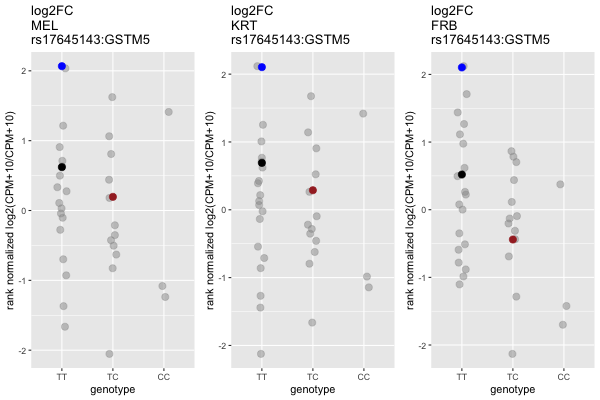 log2FC
MEL
rs17645143:GSTM5
rank normalized log2(CPM+10/CPM+10)
2
1
0
-1
-2
TT
TC
CC
genotype
log2FC
KRT
rs17645143:GSTM5
rank normalized log2(CPM+10/CPM+10)
2
1
0
-1
-2
TT
TC
CC
genotype
log2FC
FRB
rs17645143:GSTM5
rank normalized log2(CPM+10/CPM+10)
2
1
0
-1
-2
TT
TC
CC
genotype